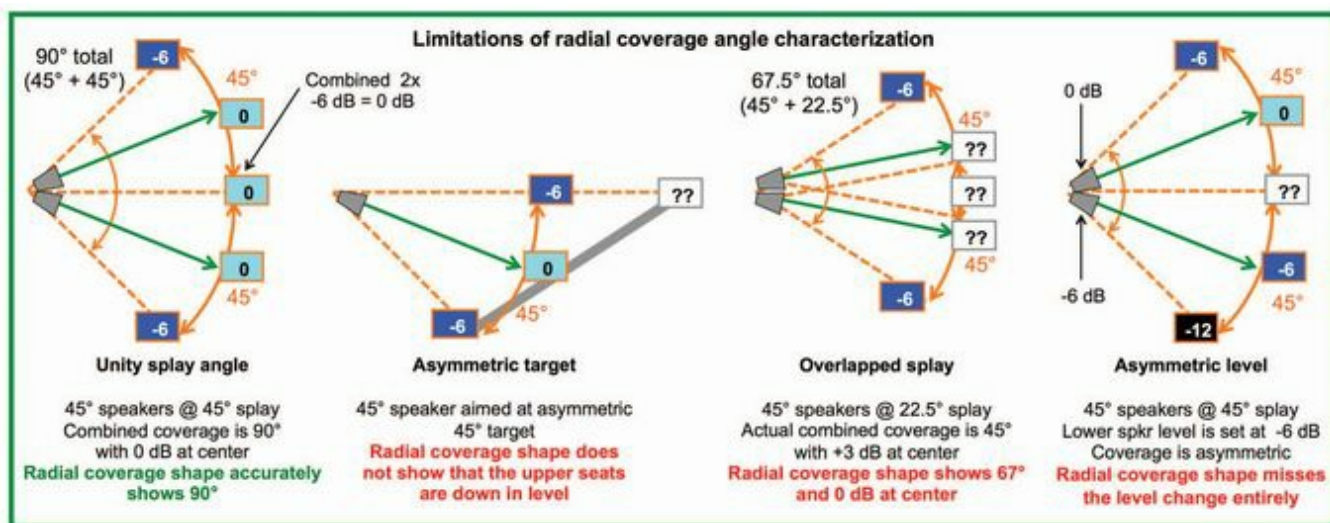 Limitations of radial coverage angle characterization
90° total
(45° + 45°)
-6
45°
Combined 2x
-6 dB = 0 dB
0
0
0
45°
-6
Unity splay angle
45° speakers @ 45° splay
Combined coverage is 90°
with 0 dB at center
Radial coverage shape accurately
shows 90°
-6
??
0
-6
45°
Asymmetric target
45° speaker aimed at asymmetric
45° target
Radial coverage shape does
not show that the upper seats
are down in level
67.5° total
(45° + 22.5°)
-6
45°
??
??
??
45°
-6
Overlapped splay
45° speakers @ 22.5° splay
Actual combined coverage is 45°
with +3 dB at center
Radial coverage shape shows 67°
and 0 dB at center
-6
45°
0 dB
0
??
-6
-6 dB
45°
-12
Asymmetric level
45° speakers @ 45° splay
Lower spkr level is set at -6 dB
Coverage is asymmetric
Radial coverage shape misses
the level change entirely